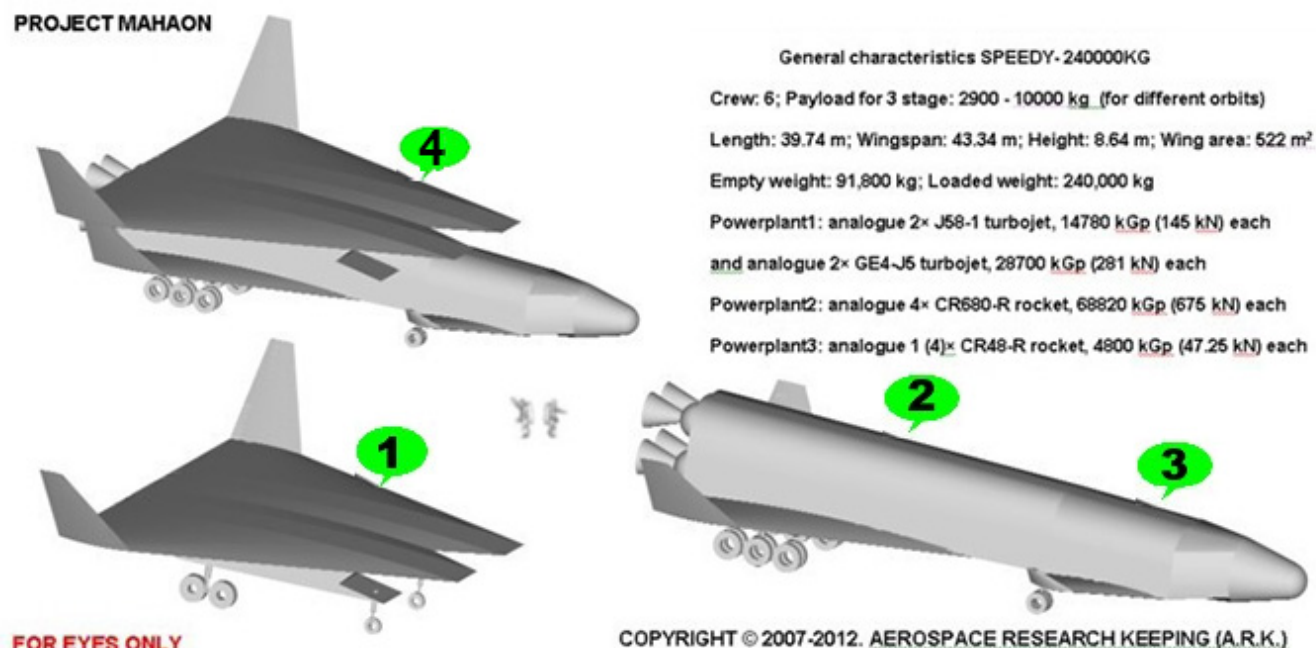 PROJECT MAHAON
General characteristics SPEEDY- 240000KG
Crew: 6; Payload for 3 stage: 2900 - 10000 kg (for different orbits)
Length: 39.74 m; Wingspan: 43.34 m; Height: 8.64 m; Wing area: 522 m²
Empty weight: 91,800 kg; Loaded weight: 240,000 kg
Powerplant1: analogue 2× J58-1 turbojet, 14780 kGp (145 kN) each
and analogue 2× GE4-J5 turbojet, 28700 kGp (281 kN) each
Powerplant2: analogue 4× CR680-R rocket, 68820 kGp (675 kN) each
Powerplant3: analogue 1 (4)× CR48-R rocket, 4800 kGp (47.25 kN) each
4
1
2
3
FOR EYES ONLY
COPYRIGHT © 2007-2012. AEROSPACE RESEARCH KEEPING (A.R.K.)